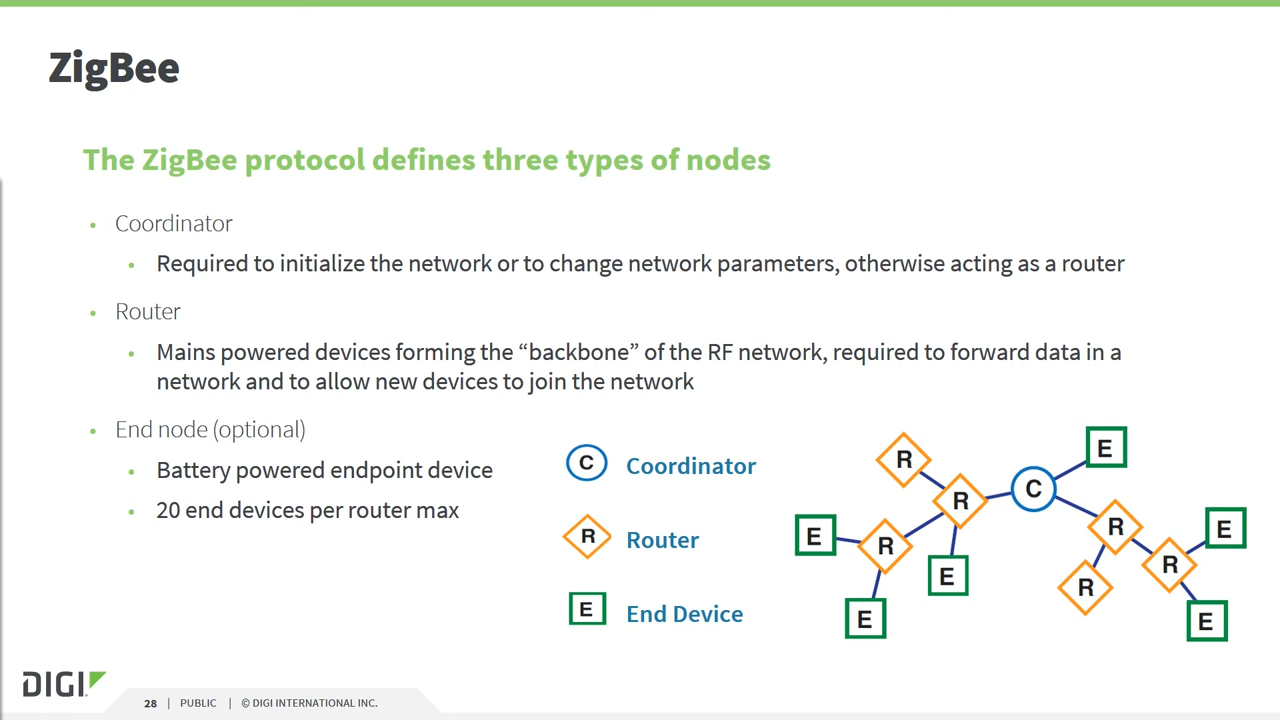 ZigBee
The ZigBee protocol defines three types of nodes
• Coordinator
• Required to initialize the network or to change network parameters, otherwise acting as a router
• Router
• Mains powered devices forming the “backbone” of the RF network, required to forward data in a
network and to allow new devices to join the network
• End node (optional)
• Battery powered endpoint device
• 20 end devices per router max
C Coordinator
R Router
E End Device
E
R
C
R
R
E
E
R
R
E
R
E
E
E
DIGI
28 | PUBLIC | © DIGI INTERNATIONAL INC.